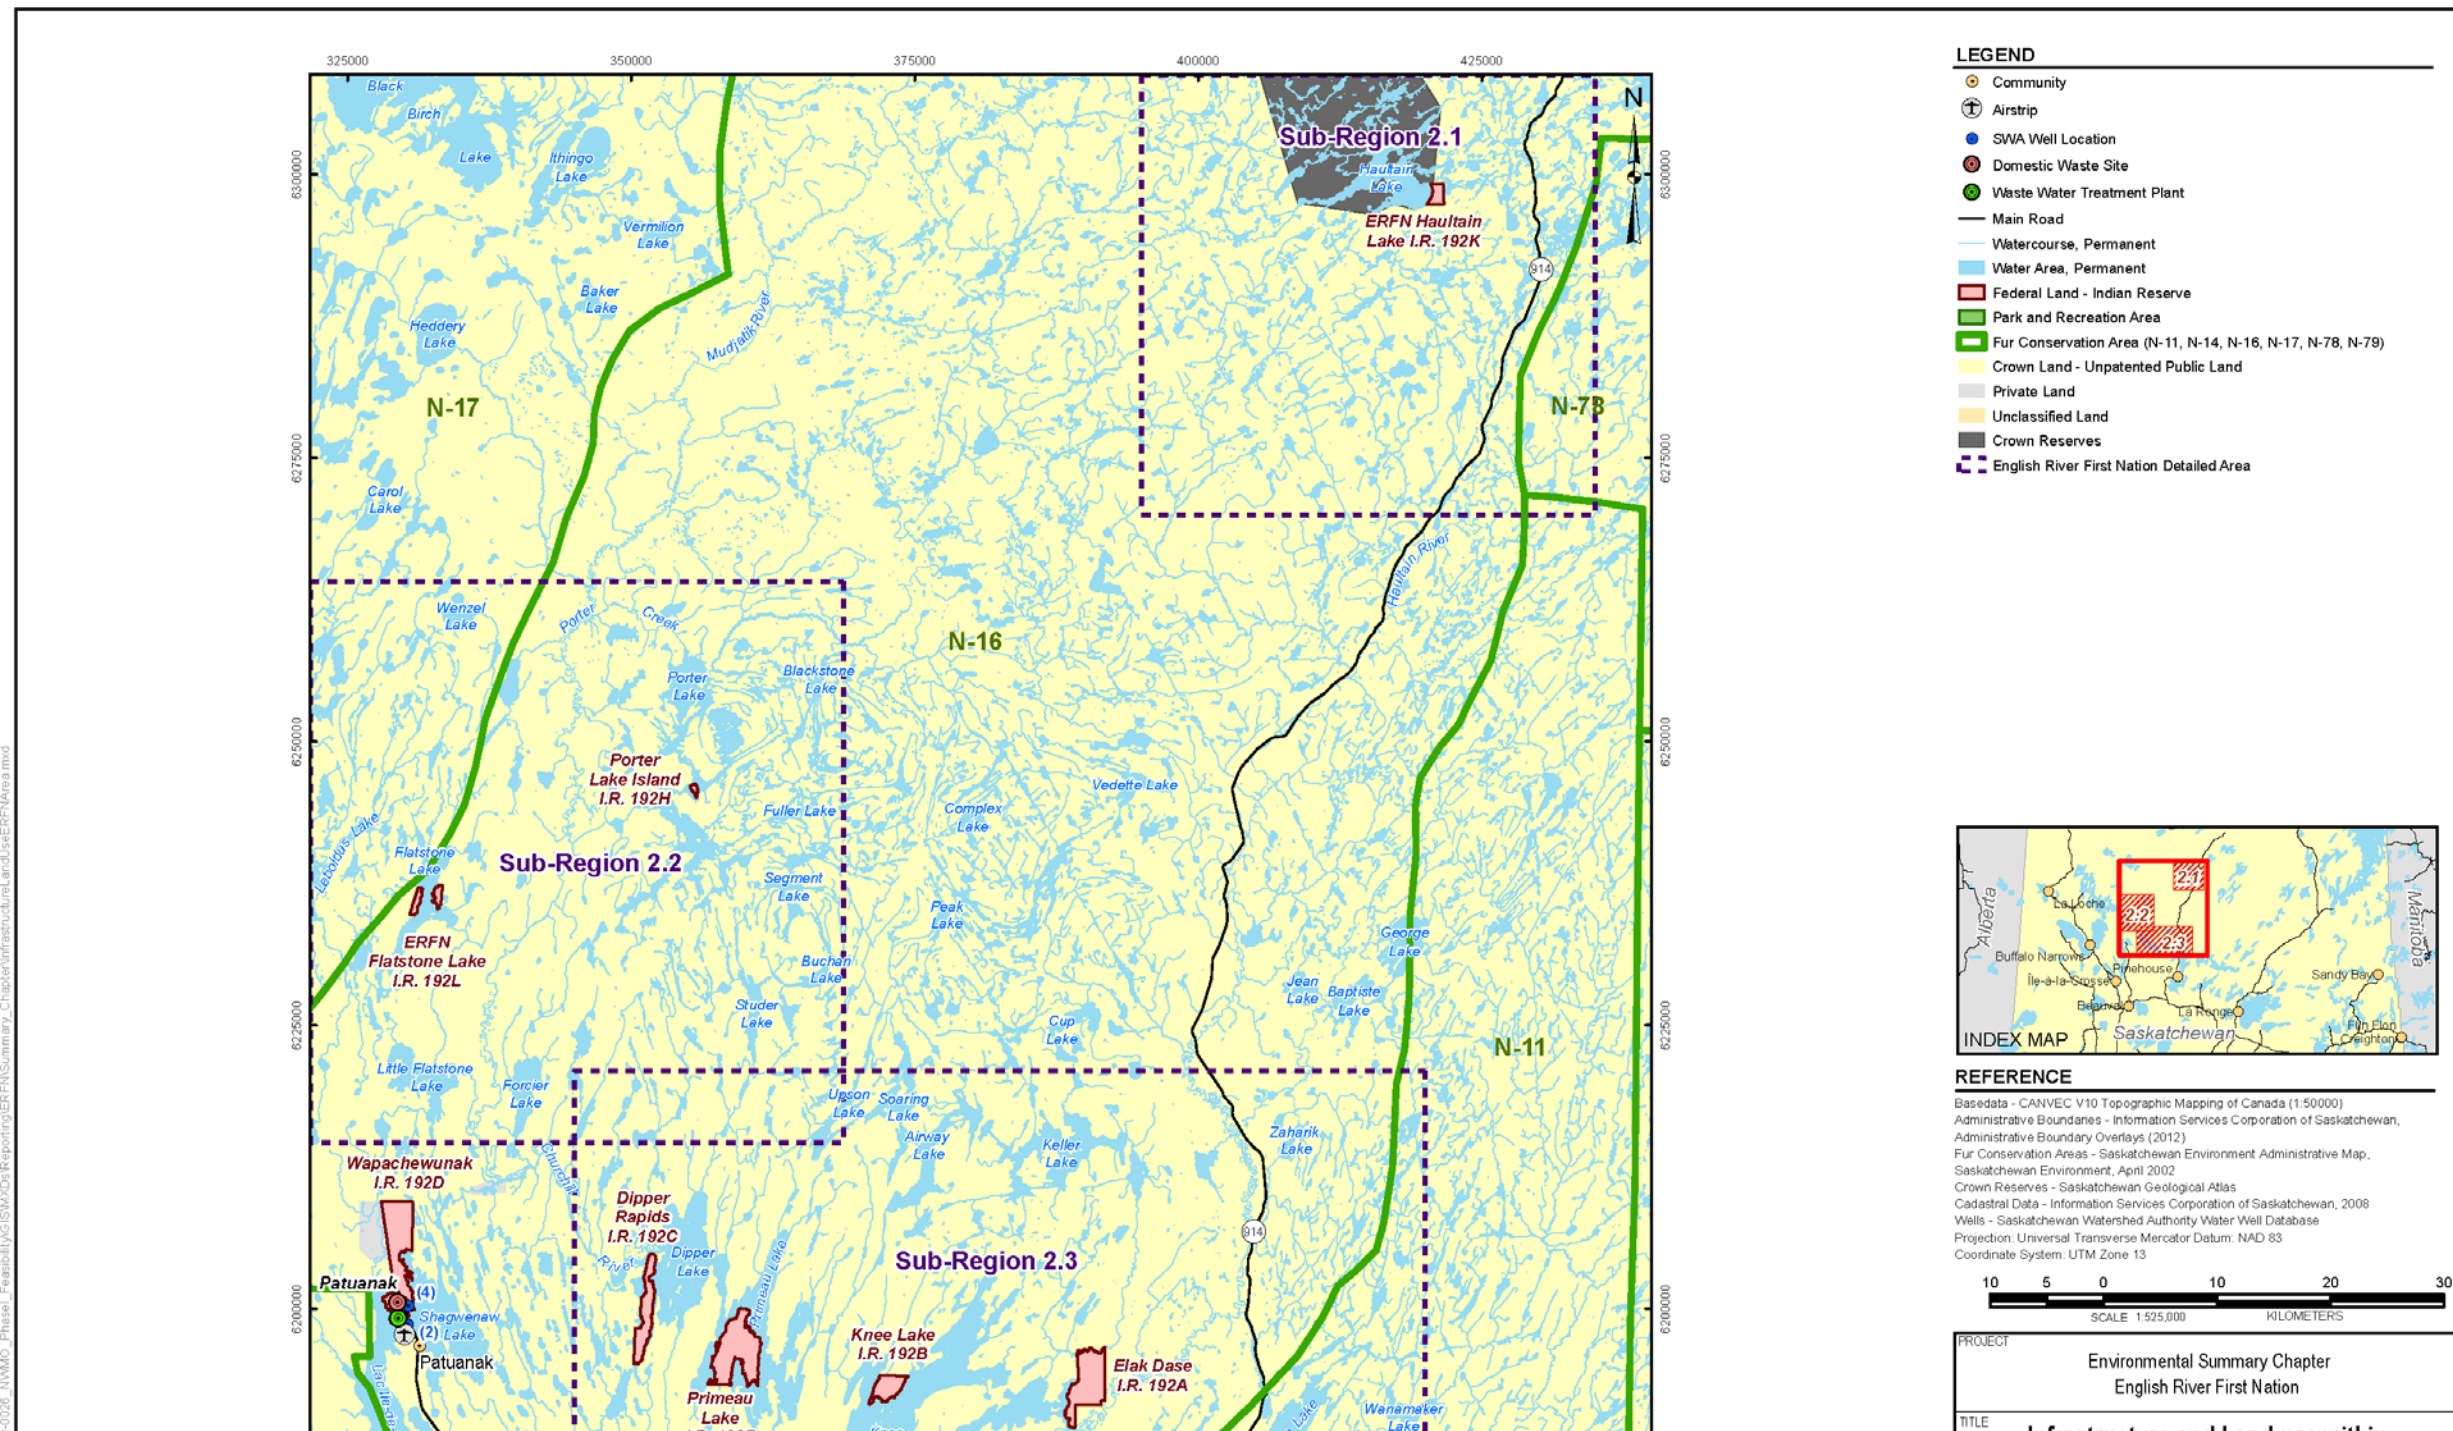 325000
350000
375000
400000
425000
Black
Birch
Lake
Ithingo
Lake
Vermilion
Lake
Baker
Lake
Heddery
Lake
Mudjatik River
N-17
Carol
Lake
Sub-Region 2.1
Haultain
Lake
ERFN Haultain
Lake I.R. 192K
N
914
N-78
6300000
6300000
6275000
6275000
Haultain River
Wenzel
Lake
Porter
Creek
N-16
Porter
Lake
Blackstone
Lake
6250000
6250000
Porter
Lake Island
I.R. 192H
Vedette Lake
Fuller Lake
Complex
Lake
Leboldus Lake
Flatstone
Lake
Sub-Region 2.2
Segment
Lake
Peak
Lake
George
Lake
ERFN
Flatstone Lake
I.R. 192L
Buchan
Lake
Jean
Lake
Baptiste
Lake
Studer
Lake
Cup
Lake
6225000
6225000
N-11
Little Flatstone
Lake
Forcier
Lake
Upson
Lake
Soaring
Lake
Airway
Lake
Keller
Lake
Zaharik
Lake
Churchill
River
Wapachewunak
I.R. 192D
Dipper
Rapids
I.R. 192C
Dipper
Lake
Primeau Lake
Sub-Region 2.3
914
Patuanak
(4)
Shagwenaw
Lake
(2)
Patuanak
6200000
6200000
Knee Lake
I.R. 192B
Elak Dase
I.R. 192A
Primeau
Lake
Wanamaker
Lake
Lake
LEGEND
Community
Airstrip
SWA Well Location
Domestic Waste Site
Waste Water Treatment Plant
Main Road
Watercourse, Permanent
Water Area, Permanent
Federal Land - Indian Reserve
Park and Recreation Area
Fur Conservation Area (N-11, N-14, N-16, N-17, N-78, N-79)
Crown Land - Unpatented Public Land
Private Land
Unclassified Land
Crown Reserves
English River First Nation Detailed Area
Alberta
Manitoba
2.1
2.2
2.3
La Loche
Buffalo Narrows
Pinehouse
Île-à-la-Crosse
Beauval
La Ronge
Sandy Bay
Flin Flon
Creighton
Saskatchewan
INDEX MAP
REFERENCE
Basedata - CANVEC V10 Topographic Mapping of Canada (1:50000)
Administrative Boundaries - Information Services Corporation of Saskatchewan,
Administrative Boundary Overlays (2012)
Fur Conservation Areas - Saskatchewan Environment Administrative Map,
Saskatchewan Environment, April 2002
Crown Reserves - Saskatchewan Geological Atlas
Cadastral Data - Information Services Corporation of Saskatchewan, 2008
Wells - Saskatchewan Watershed Authority Water Well Database
Projection: Universal Transverse Mercator Datum: NAD 83
Coordinate System: UTM Zone 13
10 5 0 10 20 30
SCALE 1:525,000 KILOMETERS
PROJECT
Environmental Summary Chapter
English River First Nation
TITLE